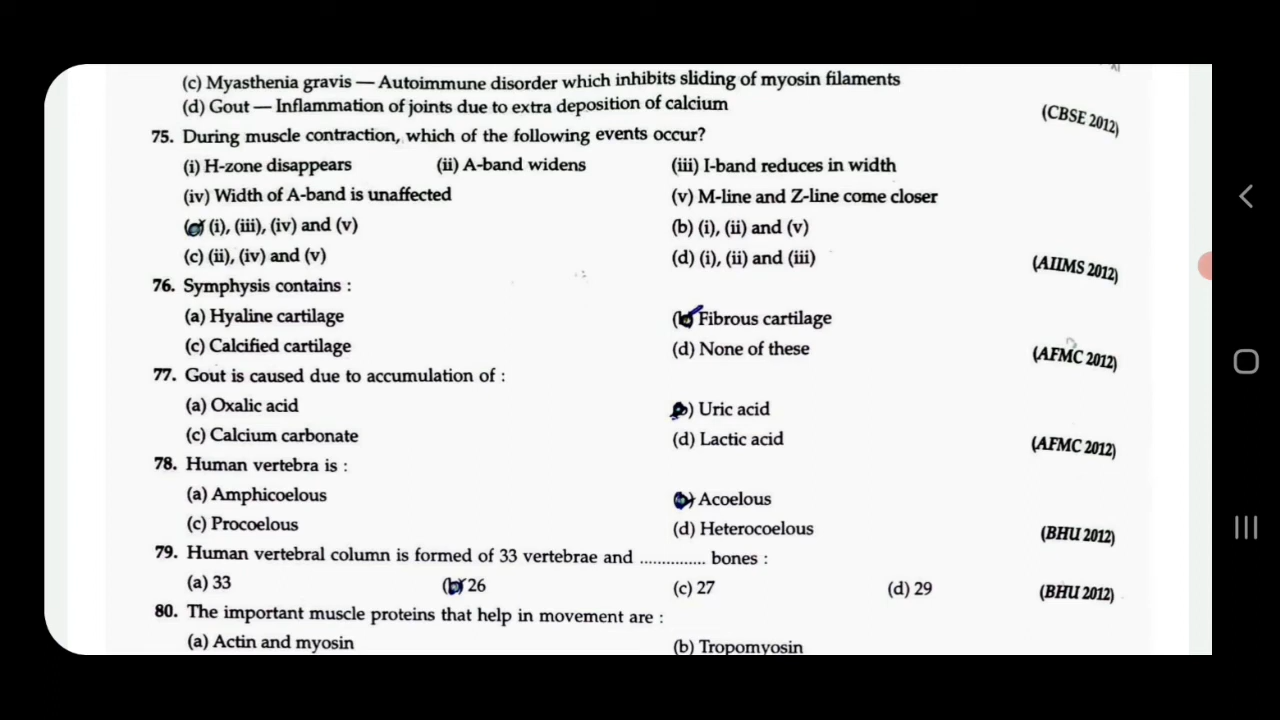 (c) Myasthenia gravis — Autoimmune disorder which inhibits sliding of myosin filaments
(d) Gout — Inflammation of joints due to extra deposition of calcium (CBSE 2012)
75. During muscle contraction, which of the following events occur?
(i) H-zone disappears (ii) A-band widens (iii) I-band reduces in width
(iv) Width of A-band is unaffected (v) M-line and Z-line come closer
(i), (iii), (iv) and (v) (b) (i), (ii) and (v)
(c) (ii), (iv) and (v) (d) (i), (ii) and (iii) (AIIMS 2012)
76. Symphysis contains :
(a) Hyaline cartilage (b) Fibrous cartilage
(c) Calcified cartilage (d) None of these (AFMC 2012)
77. Gout is caused due to accumulation of :
(a) Oxalic acid (b) Uric acid
(c) Calcium carbonate (d) Lactic acid (AFMC 2012)
78. Human vertebra is :
(a) Amphicoelous (b) Acoelous
(c) Procoelous (d) Heterocoelous (BHU 2012)
79. Human vertebral column is formed of 33 vertebrae and ............... bones :
(a) 33 (b) 26 (c) 27 (d) 29 (BHU 2012)
80. The important muscle proteins that help in movement are :
(a) Actin and myosin (b) Tropomyosin